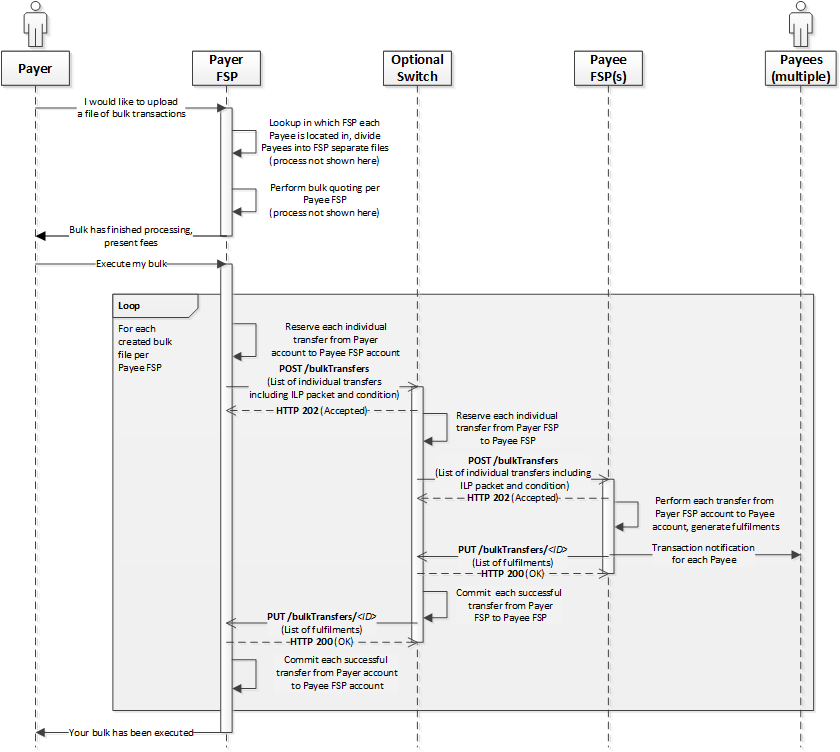 Payer
Payer
FSP
Optional
Switch
Payee
FSP(s)
Payees
(multiple)
I would like to upload
a file of bulk transactions
Lookup in which FSP each
Payee is located in, divide
Payees into FSP separate files
(process not shown here)
Perform bulk quoting per
Payee FSP
(process not shown here)
Bulk has finished processing,
present fees
Execute my bulk
Loop
For each
created bulk
file per
Payee FSP
Reserve each individual
transfer from Payer
account to Payee FSP account
POST /bulkTransfers
(List of individual transfers
including ILP packet and condition)
HTTP 202 (Accepted)
Reserve each individual
transfer from Payer FSP
to Payee FSP
POST /bulkTransfers
(List of individual transfers including
ILP packet and condition)
HTTP 202 (Accepted)
Perform each transfer from
Payer FSP account to Payee
account, generate fulfilments
PUT /bulkTransfers/<ID>
(List of fulfilments)
HTTP 200 (OK)
Transaction notification
for each Payee
Commit each successful
transfer from Payer
FSP to Payee FSP
PUT /bulkTransfers/<ID>
(List of fulfilments)
HTTP 200 (OK)
Commit each successful
transfer from Payer account
to Payee FSP account
Your bulk has been executed